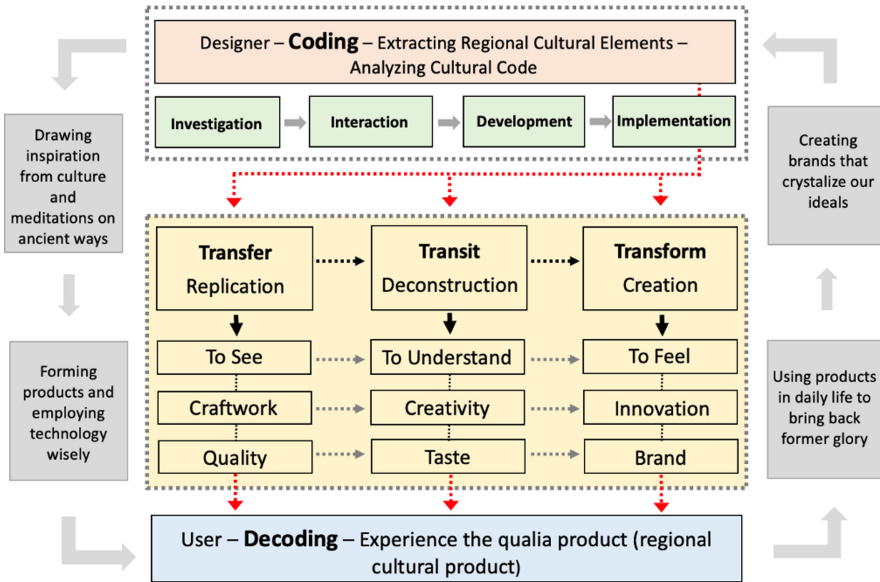 Designer – Coding – Extracting Regional Cultural Elements –
Analyzing Cultural Code
Investigation
Interaction
Development
Implementation
Drawing
inspiration
from culture
and
meditations on
ancient ways
Creating
brands that
crystalize our
ideals
Transfer
Replication
Transit
Deconstruction
Transform
Creation
To See
To Understand
To Feel
Forming
products and
employing
technology
wisely
Using products
in daily life to
bring back
former glory
Craftwork
Creativity
Innovation
Quality
Taste
Brand
User – Decoding – Experience the qualia product (regional
cultural product)